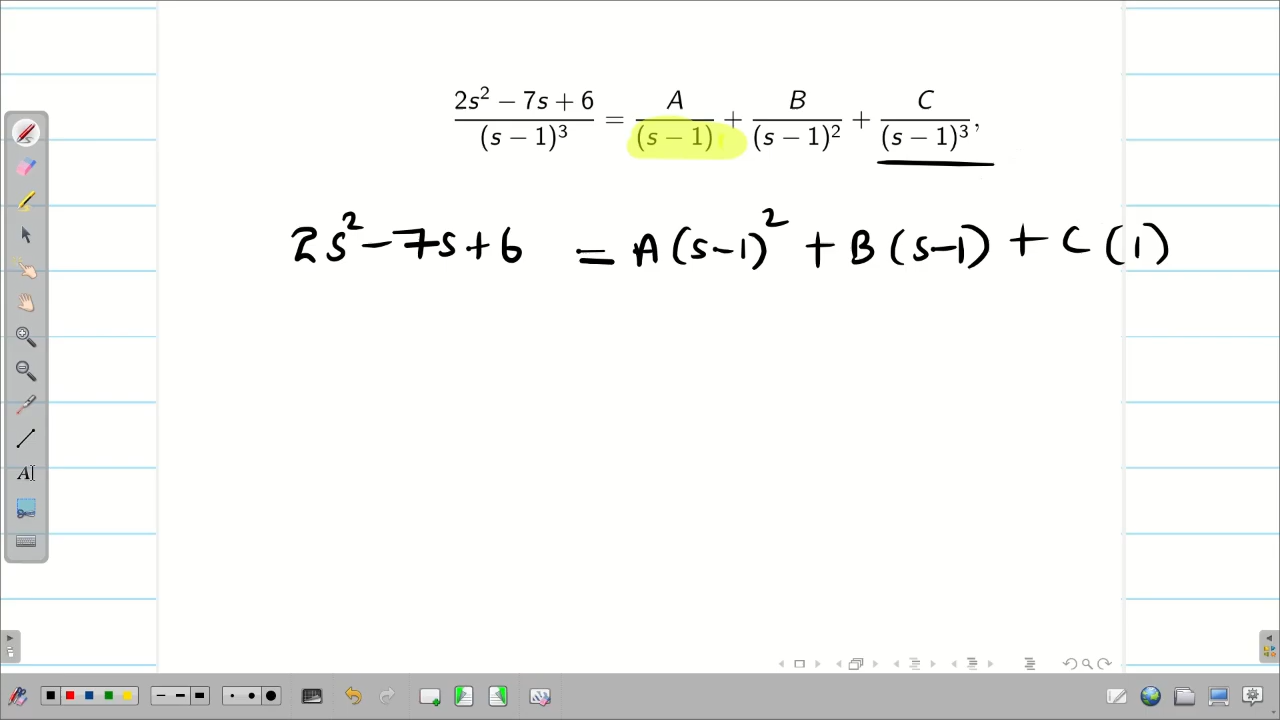 2s² − 7s + 6 / (s − 1)³ = A / (s − 1) + B / (s − 1)² + C / (s − 1)³,
2s² − 7s + 6 = A (s−1)² + B (s−1) + C (1)
A